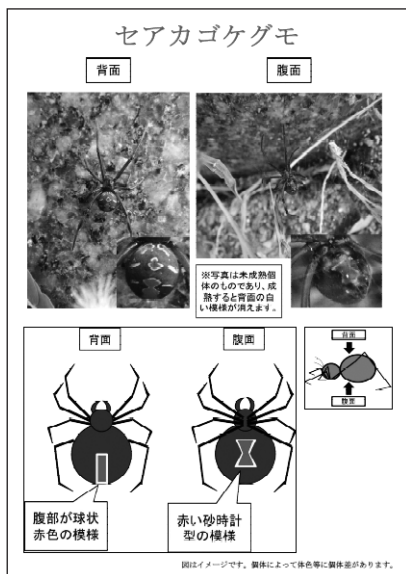 セアカゴケグモ
背面
腹面
※写真は未成熟個
体のものであり、成
熟すると背面の白
い模様が消えます。
背面
腹面
背面
腹面
腹部が球状
赤色の模様
赤い砂時計
型の模様
図はイメージです。個体によって体色等に個体差があります。